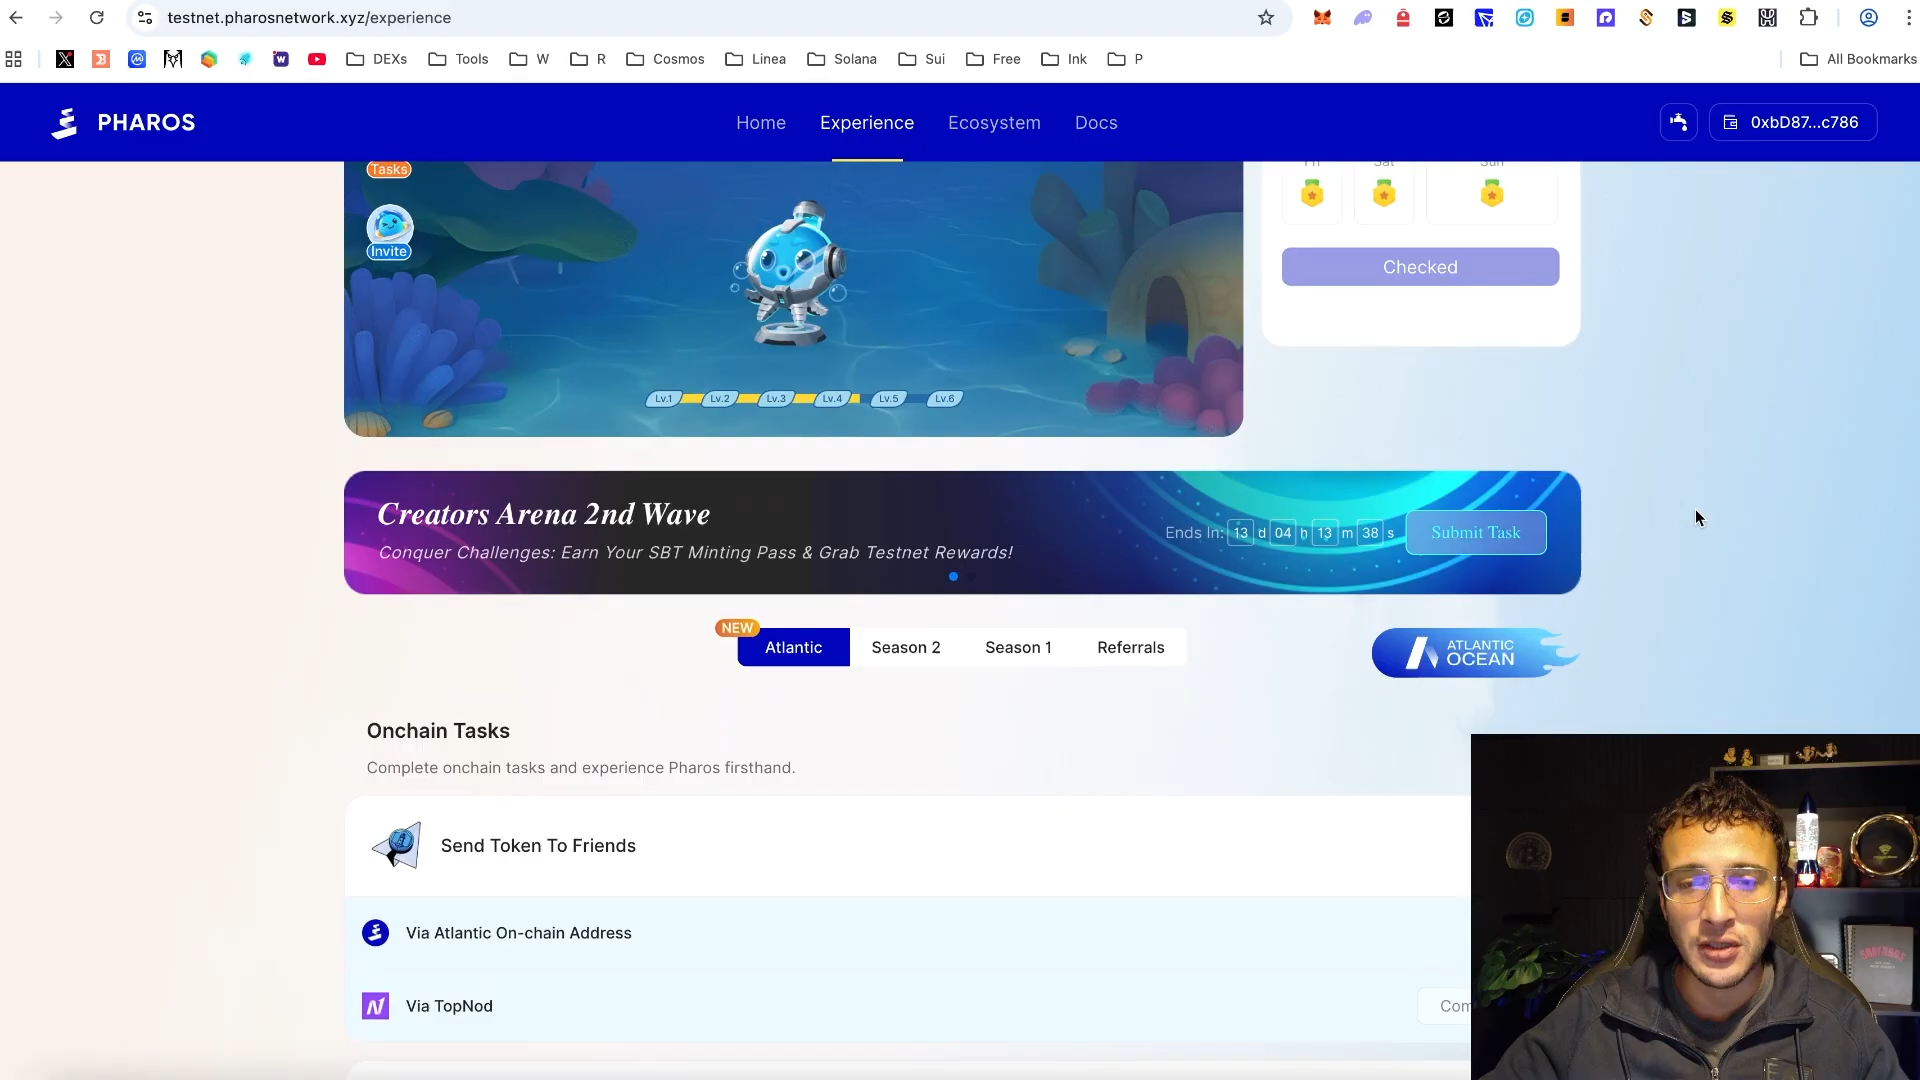 testnet.pharosnetwork.xyz/experience
DEXs Tools W R Cosmos Linea Solana Sui Free Ink P All Bookmarks
PHAROS Home Experience Ecosystem Docs 0xbD87...c786
Tasks
Invite
Fri Sat Sun
Checked
Lv.1 Lv.2 Lv.3 Lv.4 Lv.5 Lv.6
Creators Arena 2nd Wave
Conquer Challenges: Earn Your SBT Minting Pass & Grab Testnet Rewards!
Ends In: 13 d 04 h 13 m 38 s
Submit Task
NEW
Atlantic Season 2 Season 1 Referrals
ATLANTIC
OCEAN
Onchain Tasks
Complete onchain tasks and experience Pharos firsthand.
Send Token To Friends
Via Atlantic On-chain Address
Via TopNod
Com